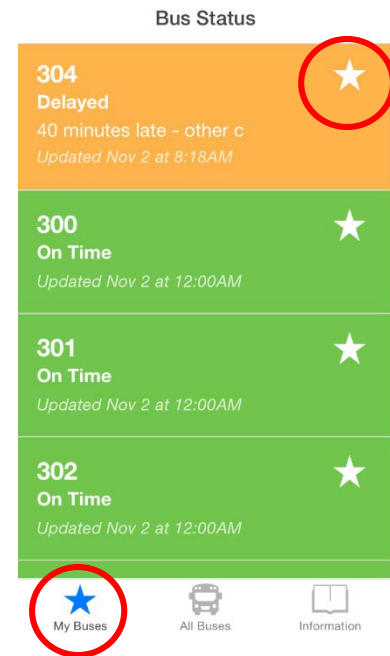 Bus Status
304
Delayed
40 minutes late - other c
Updated Nov 2 at 8:18AM
300
On Time
Updated Nov 2 at 12:00AM
301
On Time
Updated Nov 2 at 12:00AM
302
On Time
Updated Nov 2 at 12:00AM
My Buses All Buses Information